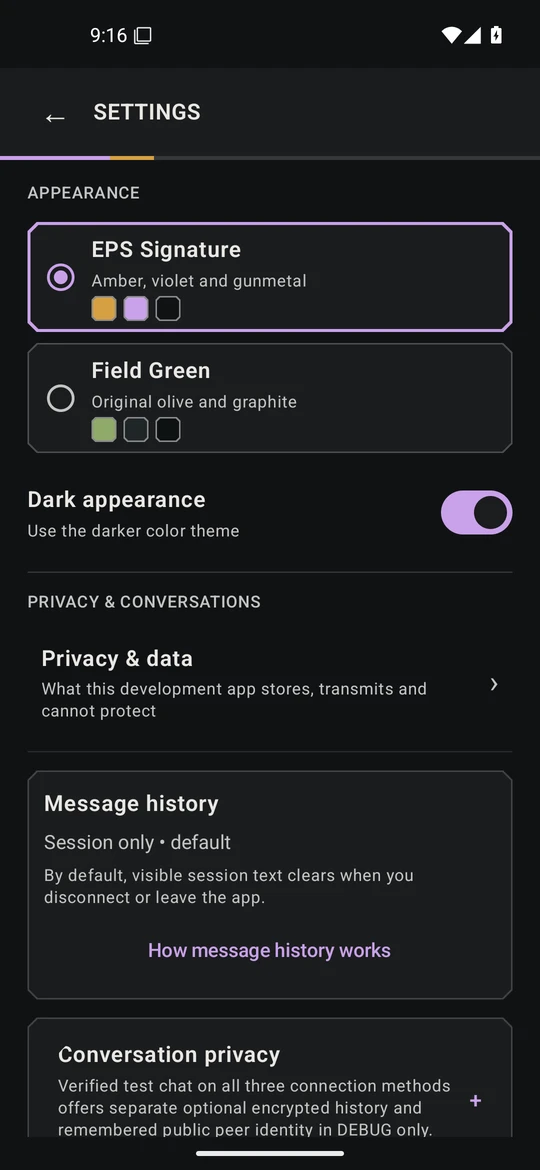 9:16
← SETTINGS
APPEARANCE
EPS Signature
Amber, violet and gunmetal
Field Green
Original olive and graphite
Dark appearance
Use the darker color theme
PRIVACY & CONVERSATIONS
Privacy & data
What this development app stores, transmits and
cannot protect
›
Message history
Session only • default
By default, visible session text clears when you
disconnect or leave the app.
How message history works
Conversation privacy
Verified test chat on all three connection methods
offers separate optional encrypted history and
remembered public peer identity in DEBUG only.
+